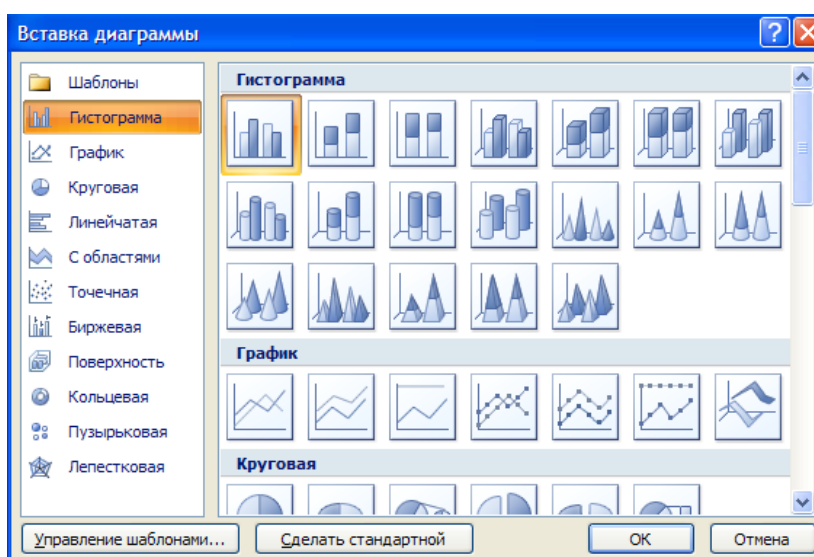 Вставка диаграммы
Шаблоны
Гистограмма
График
Круговая
Линейчатая
С областями
Точечная
Биржевая
Поверхность
Кольцевая
Пузырьковая
Лепестковая
Гистограмма
График
Круговая
Управление шаблонами...
Сделать стандартной
ОК
Отмена